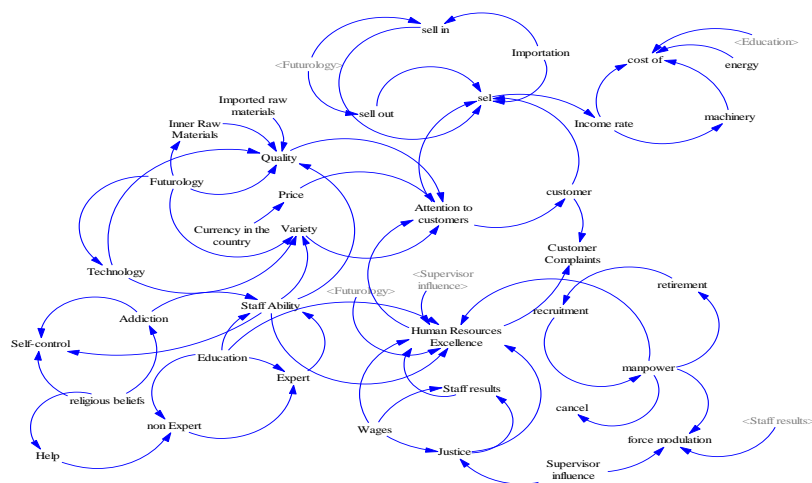 sell in
Importation
<Education>
<Futurology>
cost of
energy
sell out
sel
Income rate
machinery
Imported raw
materials
Inner Raw
Materials
Quality
Futurology
Price
Attention to
customers
customer
Currency in the
country
Variety
Customer
Complaints
Technology
<Supervisor
influence>
<Futurology>
retirement
Staff Ability
recruitment
Addiction
Human Resources
Excellence
Self-control
Education
Expert
manpower
Staff results
religious beliefs
cancel
<Staff results>
non Expert
Wages
force modulation
Help
Justice
Supervisor
influence